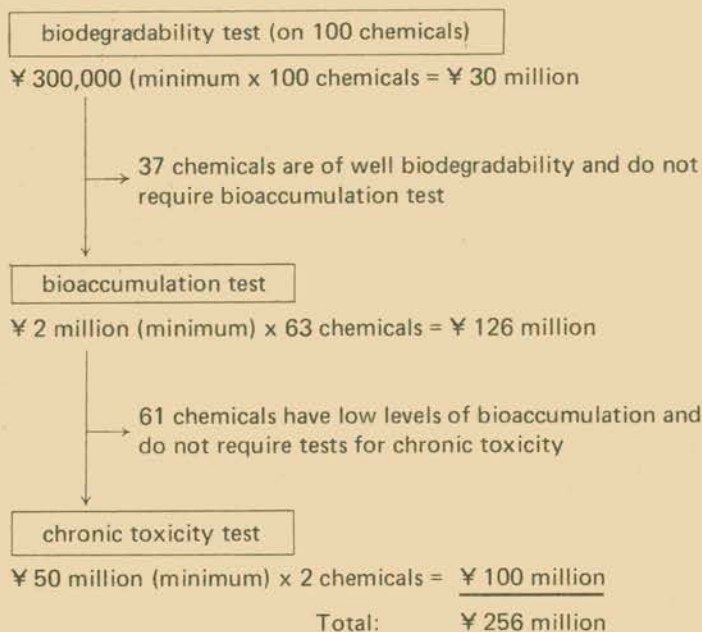 biodegradability test (on 100 chemicals)
¥ 300,000 (minimum x 100 chemicals = ¥ 30 million
37 chemicals are of well biodegradability and do not
require bioaccumulation test
bioaccumulation test
¥ 2 million (minimum) x 63 chemicals = ¥ 126 million
61 chemicals have low levels of bioaccumulation and
do not require tests for chronic toxicity
chronic toxicity test
¥ 50 million (minimum) x 2 chemicals = ¥ 100 million
Total: ¥ 256 million